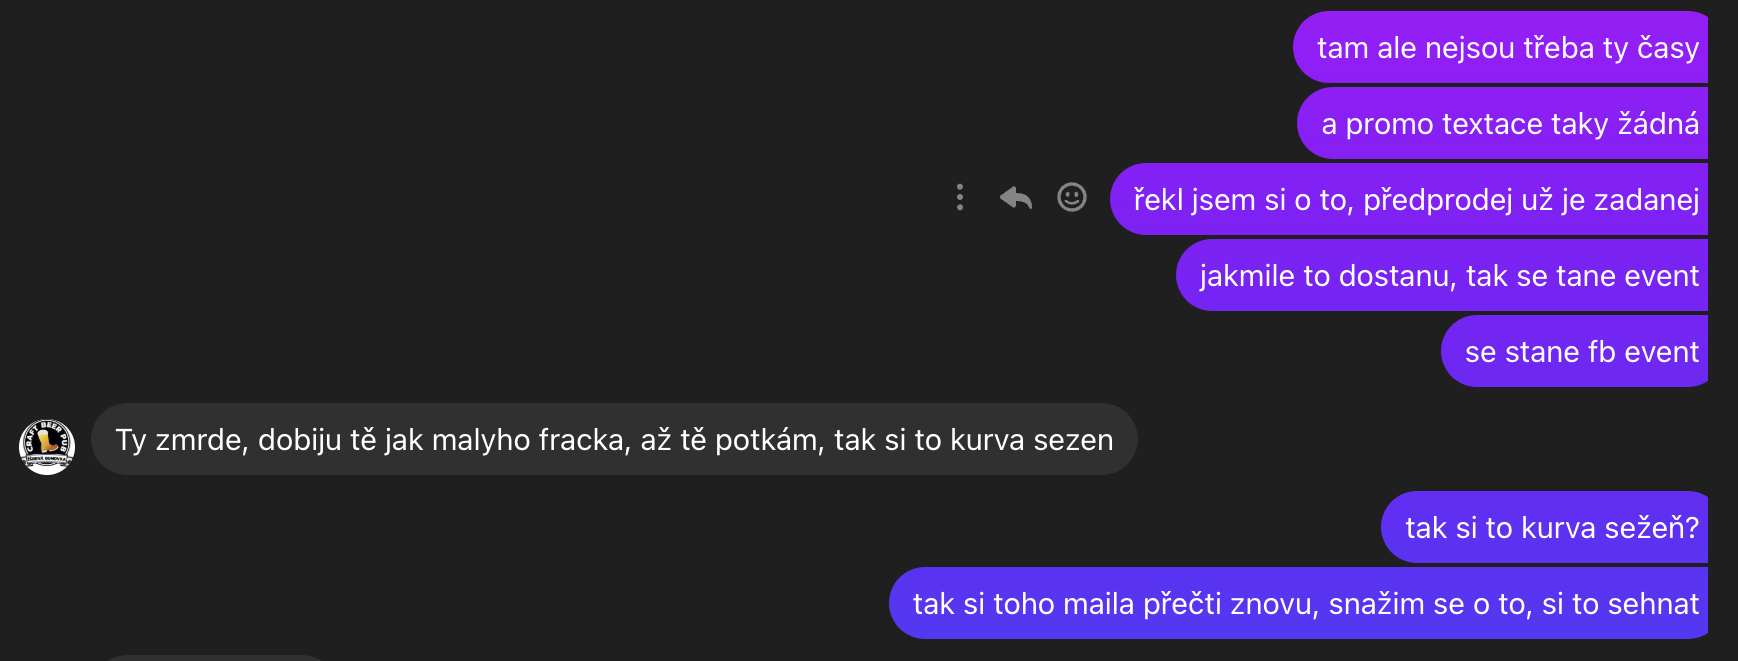 tam ale nejsou třeba ty časy
a promo textace taky žádná
řekl jsem si o to, předprodej už je zadanej
jakmile to dostanu, tak se tane event
se stane fb event
CRAFT BEER PUB
Ty zmrde, dobiju tě jak malyho fracka, až tě potkám, tak si to kurva sezen
tak si to kurva sežeň?
tak si toho maila přečti znovu, snažim se o to, si to sehnat